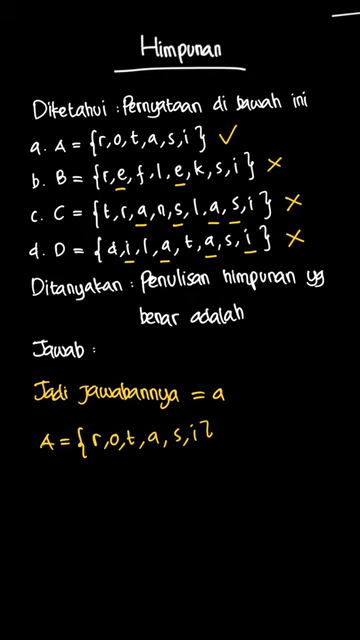 Himpunan
Diketahui : Pernyataan di bawah ini
a. A = {r,o,t,a,s,i} ✓
b. B = {r,e,f,l,e,k,s,i} ×
c. C = {t,r,a,n,s,l,a,s,i} ×
d. D = {d,i,l,a,t,a,s,i} ×
Ditanyakan : Penulisan himpunan yg
benar adalah
Jawab :
Jadi jawabannya = a
A = {r,o,t,a,s,i}